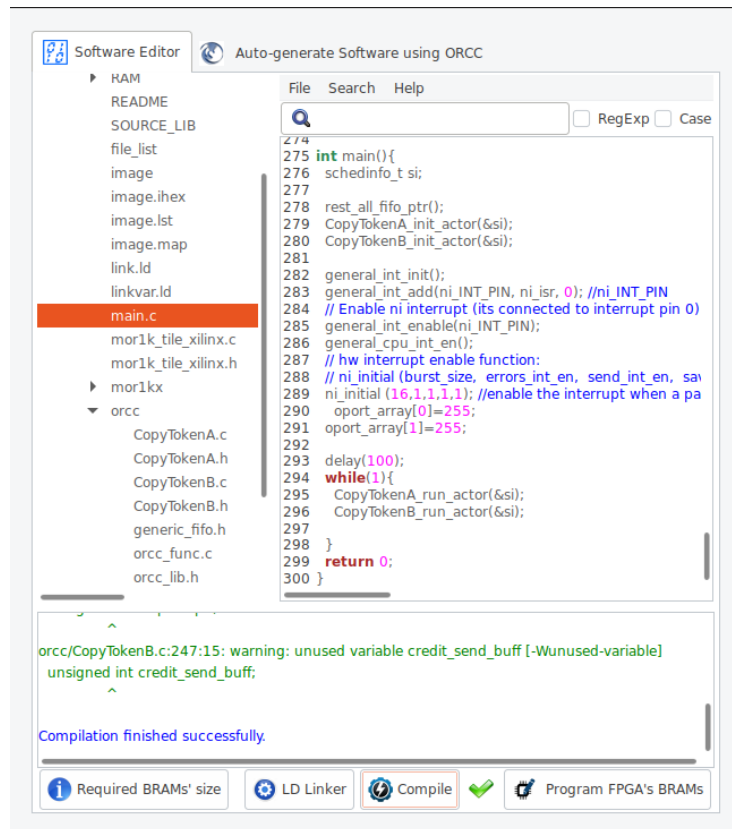 Software Editor
Auto-generate Software using ORCC
RAM
README
SOURCE_LIB
file_list
image
image.ihex
image.lst
image.map
link.ld
linkvar.ld
main.c
mor1k_tile_xilinx.c
mor1k_tile_xilinx.h
mor1kx
orcc
CopyTokenA.c
CopyTokenA.h
CopyTokenB.c
CopyTokenB.h
generic_fifo.h
orcc_func.c
orcc_lib.h
File Search Help
RegExp Case
274
275 int main(){
276 schedinfo_t si;
277
278 rest_all_fifo_ptr();
279 CopyTokenA_init_actor(&si);
280 CopyTokenB_init_actor(&si);
281
282 general_int_init();
283 general_int_add(ni_INT_PIN, ni_isr, 0); //ni_INT_PIN
284 // Enable ni interrupt (its connected to interrupt pin 0)
285 general_int_enable(ni_INT_PIN);
286 general_cpu_int_en();
287 // hw interrupt enable function:
288 // ni_initial (burst_size, errors_int_en, send_int_en, sav
289 ni_initial (16,1,1,1,1); //enable the interrupt when a pa
290 oport_array[0]=255;
291 oport_array[1]=255;
292
293 delay(100);
294 while(1){
295 CopyTokenA_run_actor(&si);
296 CopyTokenB_run_actor(&si);
297
298 }
299 return 0;
300 }
^
orcc/CopyTokenB.c:247:15: warning: unused variable credit_send_buff [-Wunused-variable]
unsigned int credit_send_buff;
^
Compilation finished successfully.
Required BRAMs' size
LD Linker
Compile
Program FPGA's BRAMs